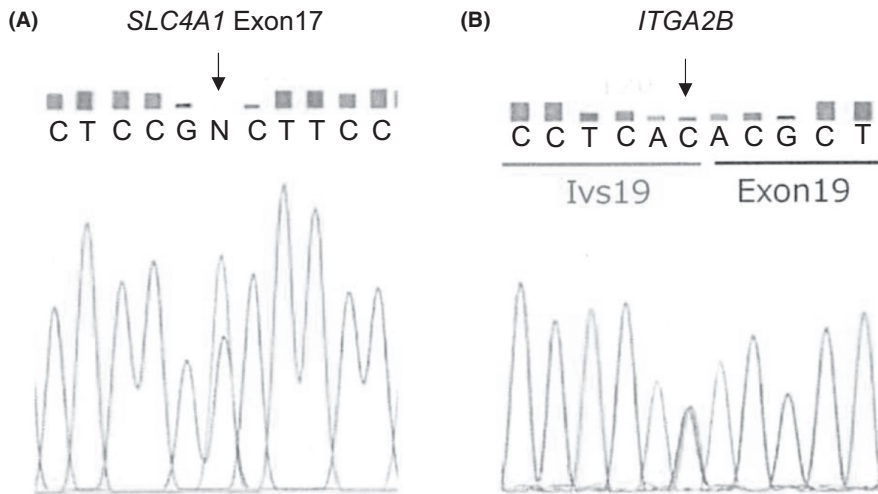 (A) SLC4A1 Exon17
C T C C G N C T T C C
(B) ITGA2B
C C T C A C A C G C T
Ivs19 Exon19